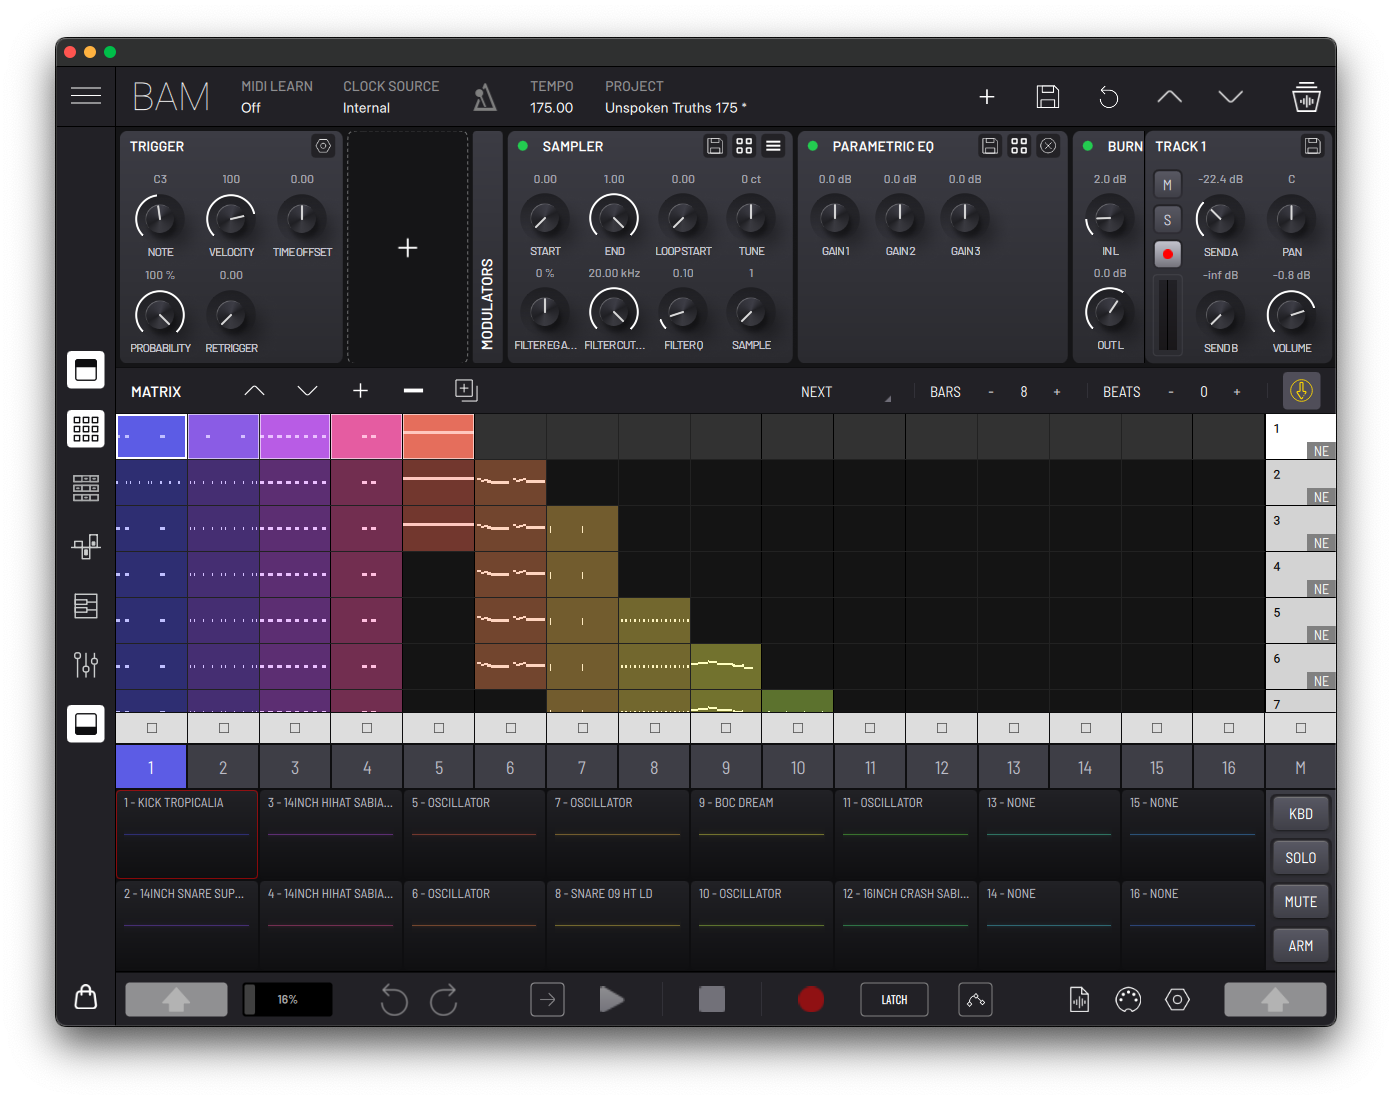 BAM
MIDI LEARN
Off
CLOCK SOURCE
Internal
TEMPO
175.00
PROJECT
Unspoken Truths 175 *
TRIGGER
C3 100 0.00
NOTE VELOCITY TIME OFFSET
100 % 0.00
PROBABILITY RETRIGGER
MODULATORS
SAMPLER
0.00 1.00 0.00 0 ct
START END LOOP START TUNE
0 % 20.00 kHz 0.10 1
FILTER EG A... FILTER CUT... FILTER Q SAMPLE
PARAMETRIC EQ
0.0 dB 0.0 dB 0.0 dB
GAIN 1 GAIN 2 GAIN 3
BURN
2.0 dB
IN L
0.0 dB
OUT L
TRACK 1
M
S
-22.4 dB C
SEND A PAN
-inf dB -0.8 dB
SEND B VOLUME
MATRIX
NEXT
BARS - 8 +
BEATS - 0 +
1
NE
2
NE
3
NE
4
NE
5
NE
6
NE
7
1 2 3 4 5 6 7 8 9 10 11 12 13 14 15 16 M
1 - KICK TROPICALIA
3 - 14INCH HIHAT SABIA...
5 - OSCILLATOR
7 - OSCILLATOR
9 - BOC DREAM
11 - OSCILLATOR
13 - NONE
15 - NONE
KBD
SOLO
2 - 14INCH SNARE SUP...
4 - 14INCH HIHAT SABIA...
6 - OSCILLATOR
8 - SNARE 09 HT LD
10 - OSCILLATOR
12 - 16INCH CRASH SABI...
14 - NONE
16 - NONE
MUTE
ARM
16%
LATCH